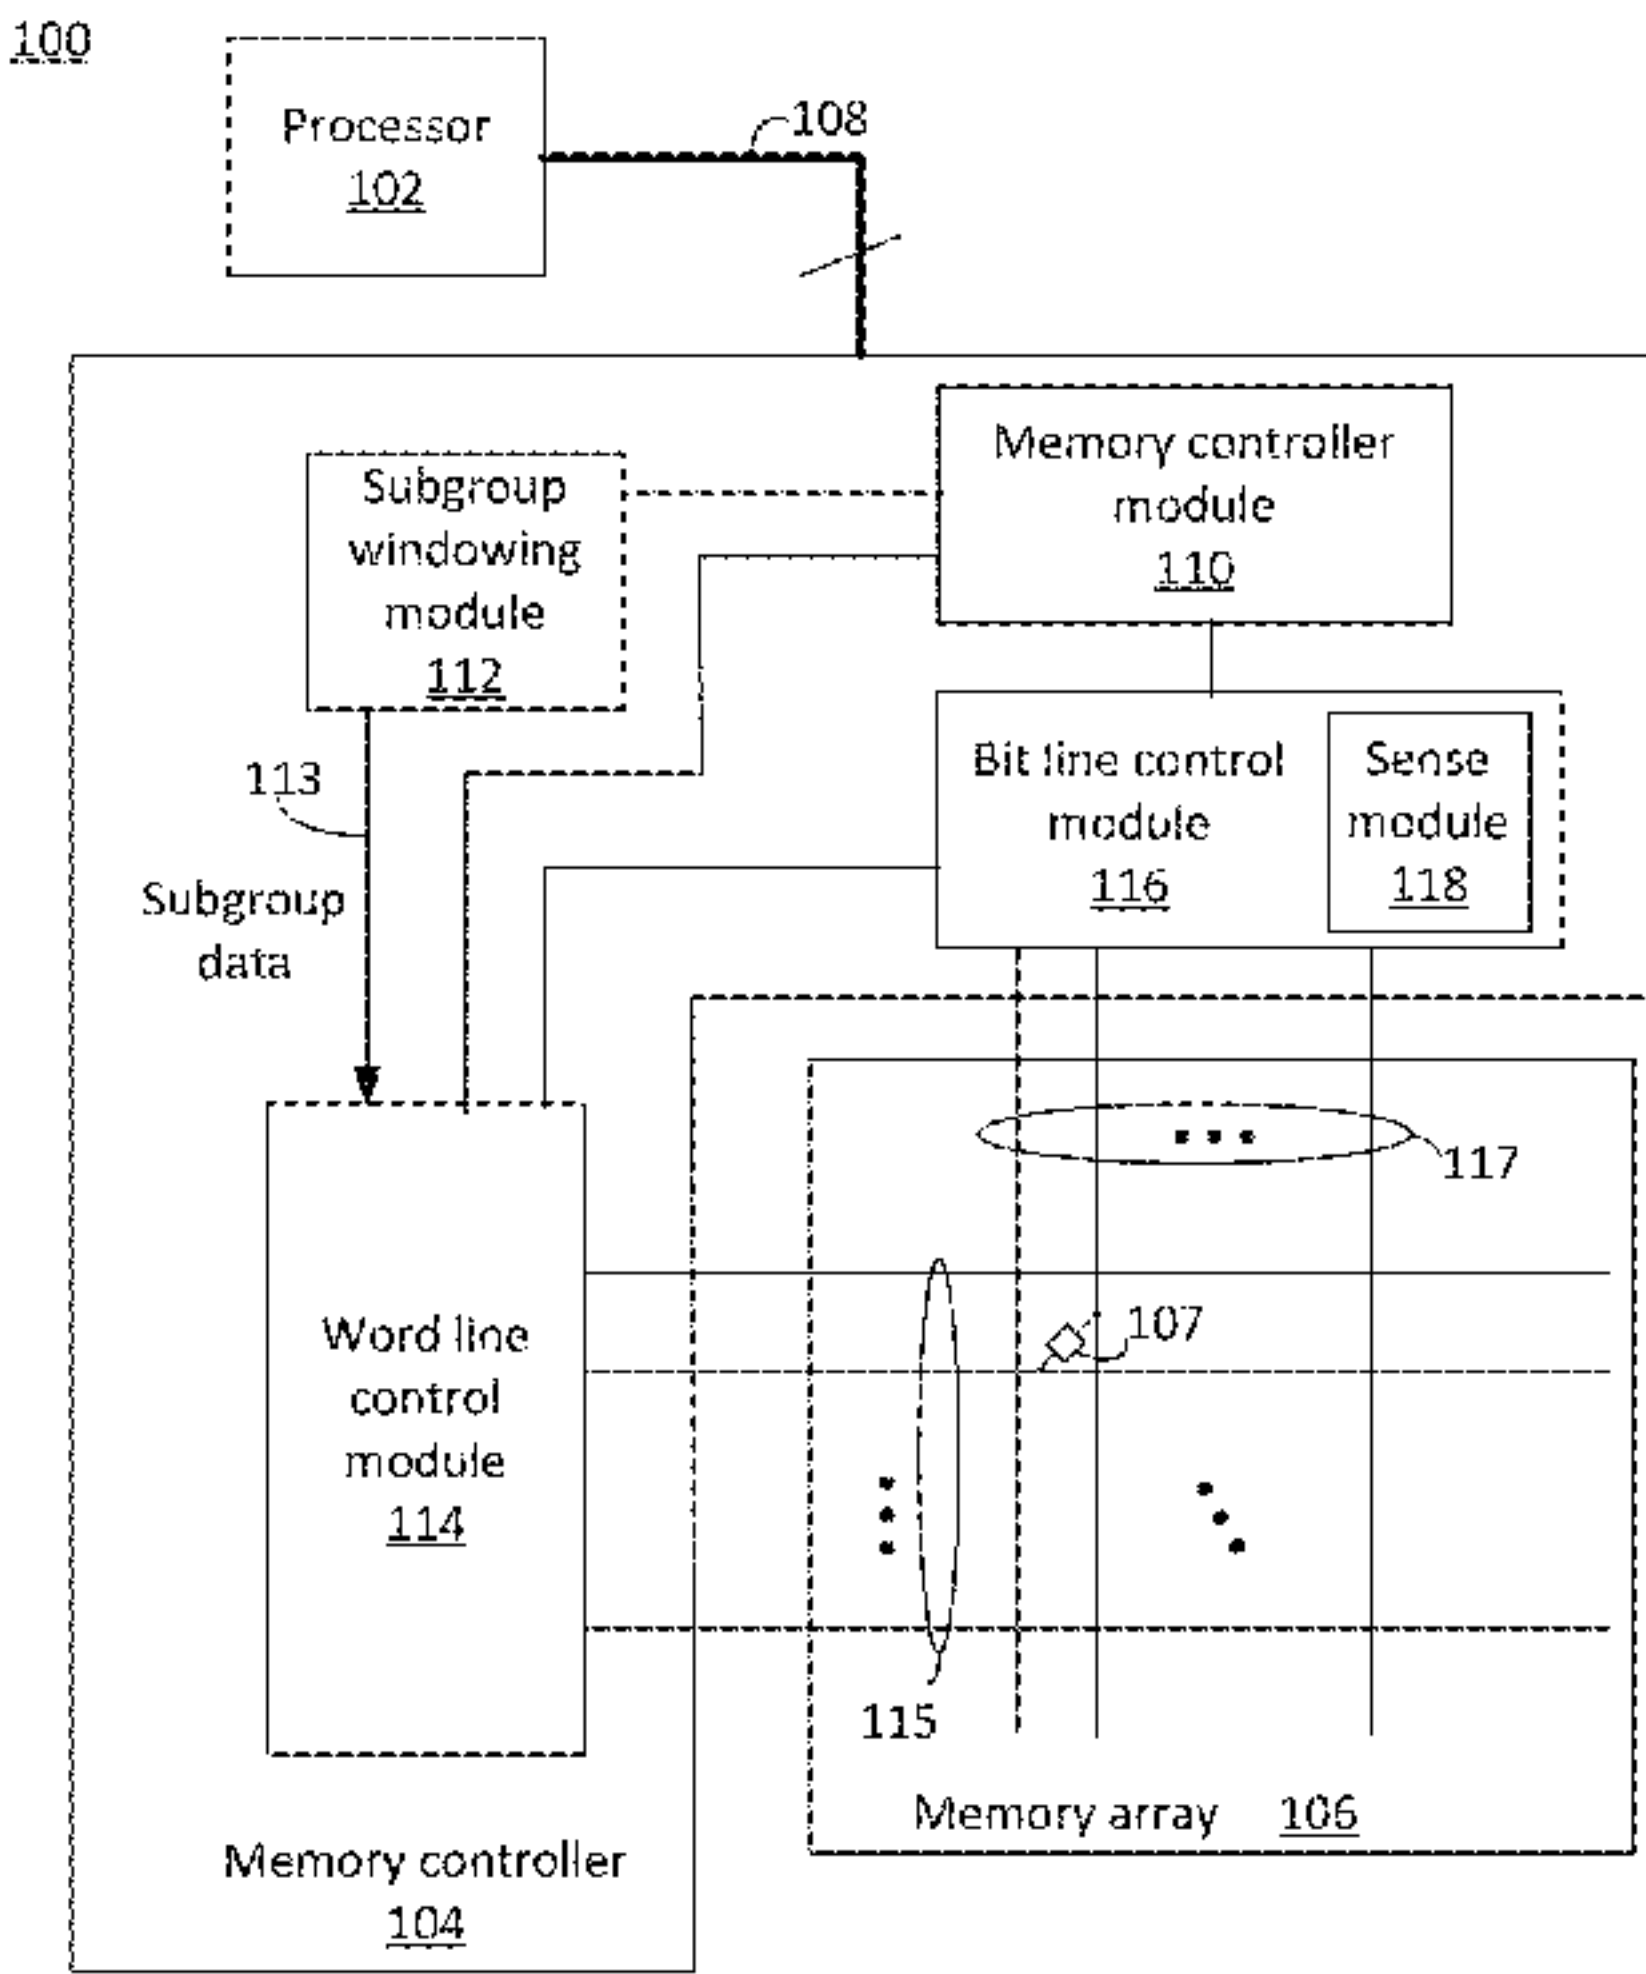 100
Processor
102
108
Memory controller
module
110
Subgroup
windowing
module
112
113
Subgroup
data
Bit line control
module
116
Sense
module
118
117
107
Word line
control
module
114
115
Memory array 106
Memory controller
104